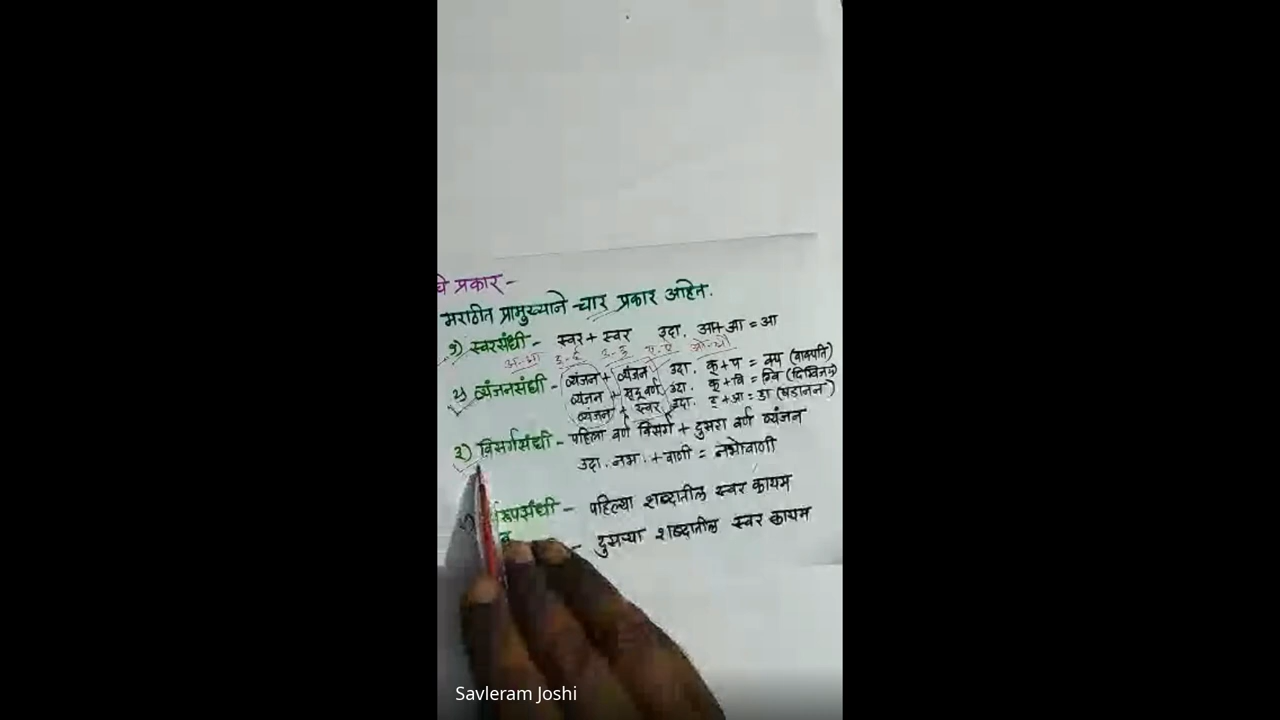 चे प्रकार -
मराठीत प्रामुख्याने चार प्रकार आहेत.
१) स्वरसंधी - स्वर + स्वर उदा. आ+आ = आ
अ-आ इ-ई उ-ऊ ए-ऐ ओ-औ
२) व्यंजनसंधी - व्यंजन + व्यंजन उदा. क्+प = क्प (वाक्पति)
व्यंजन + मृदूवर्ण उदा. क्+वि = ग्वि (दिग्विजय)
व्यंजन + स्वर उदा. ट्+आ = डा (षडानन)
३) विसर्गसंधी - पहिला वर्ण विसर्ग + दुसरा वर्ण व्यंजन
उदा. नभ: + वाणी = नभोवाणी
रूपसंधी - पहिल्या शब्दातील स्वर कायम
- दुसऱ्या शब्दातील स्वर कायम
Savleram Joshi